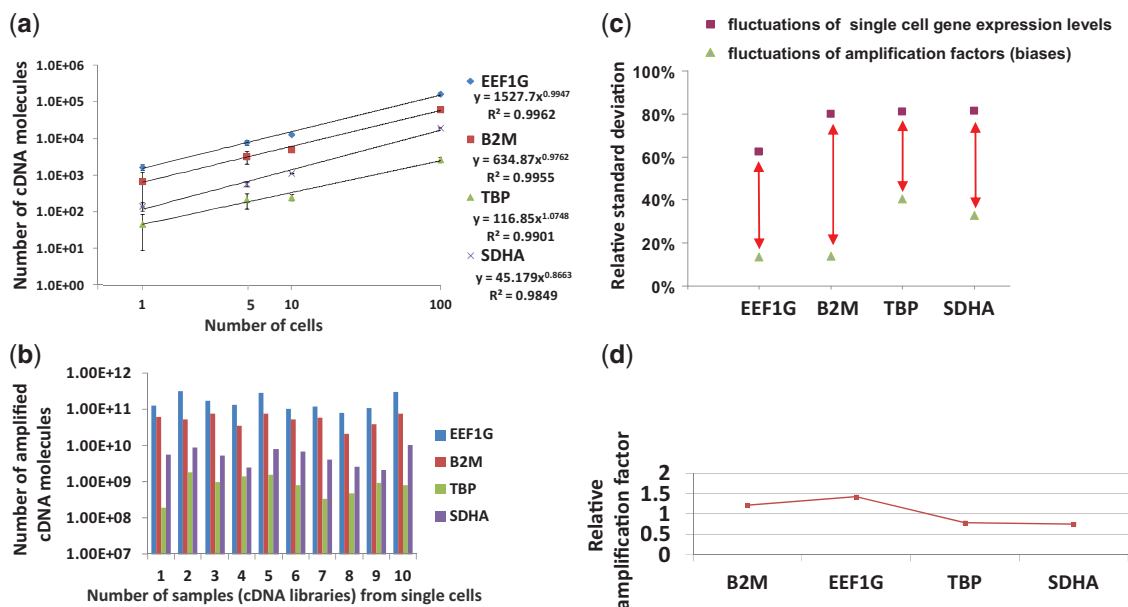 (a)
Number of cDNA molecules
1.0E+06
1.0E+05
1.0E+04
1.0E+03
1.0E+02
1.0E+01
1.0E+00
1
5
10
100
Number of cells
EEF1G
y = 1527.7x^0.9947
R² = 0.9962
B2M
y = 634.87x^0.9762
R² = 0.9955
TBP
y = 116.85x^1.0748
R² = 0.9901
SDHA
y = 45.179x^0.8663
R² = 0.9849
(b)
Number of amplified
cDNA molecules
1.00E+12
1.00E+11
1.00E+10
1.00E+09
1.00E+08
1.00E+07
1 2 3 4 5 6 7 8 9 10
Number of samples (cDNA libraries) from single cells
EEF1G
B2M
TBP
SDHA
(c)
fluctuations of single cell gene expression levels
fluctuations of amplification factors (biases)
Relative standard deviation
100%
80%
60%
40%
20%
0%
EEF1G B2M TBP SDHA
(d)
Relative
amplification factor
2
1.5
1
0.5
0
B2M EEF1G TBP SDHA